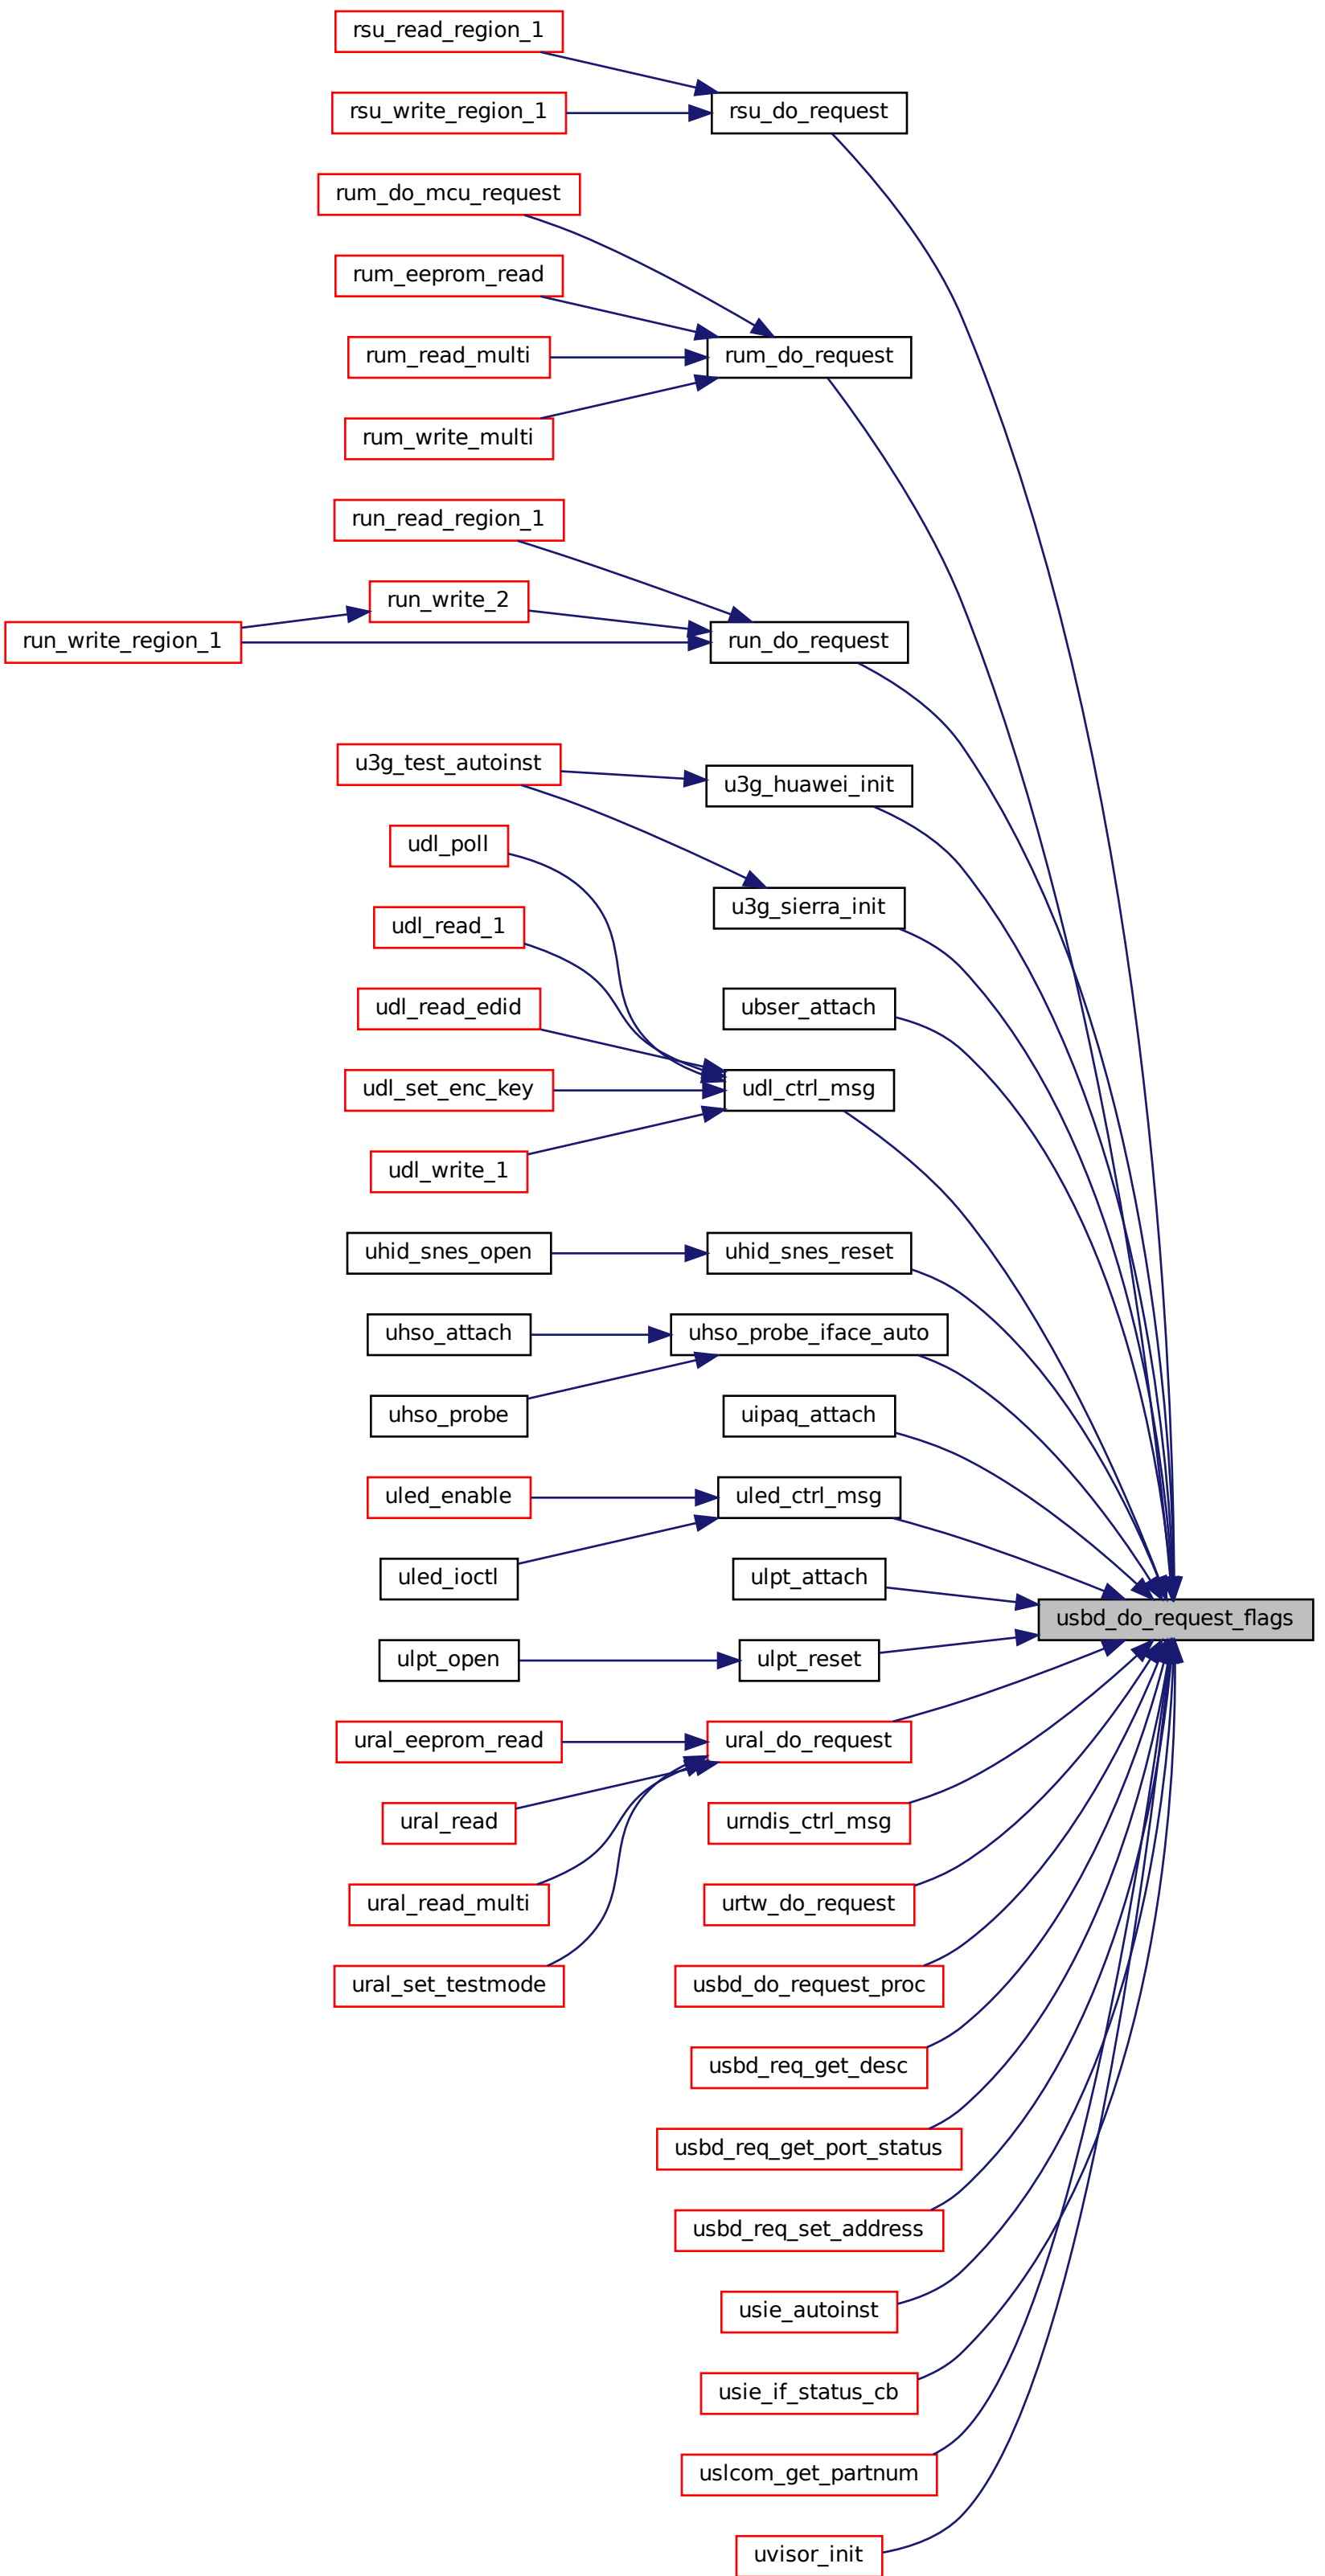 rsu_read_region_1
rsu_write_region_1
rsu_do_request
rum_do_mcu_request
rum_eeprom_read
rum_read_multi
rum_do_request
rum_write_multi
run_read_region_1
run_write_2
run_write_region_1
run_do_request
u3g_test_autoinst
u3g_huawei_init
udl_poll
u3g_sierra_init
udl_read_1
udl_read_edid
ubser_attach
udl_set_enc_key
udl_ctrl_msg
udl_write_1
uhid_snes_open
uhid_snes_reset
uhso_attach
uhso_probe_iface_auto
uhso_probe
uipaq_attach
uled_enable
uled_ctrl_msg
uled_ioctl
ulpt_attach
usbd_do_request_flags
ulpt_open
ulpt_reset
ural_eeprom_read
ural_do_request
ural_read
urndis_ctrl_msg
ural_read_multi
urtw_do_request
ural_set_testmode
usbd_do_request_proc
usbd_req_get_desc
usbd_req_get_port_status
usbd_req_set_address
usie_autoinst
usie_if_status_cb
uslcom_get_partnum
uvisor_init